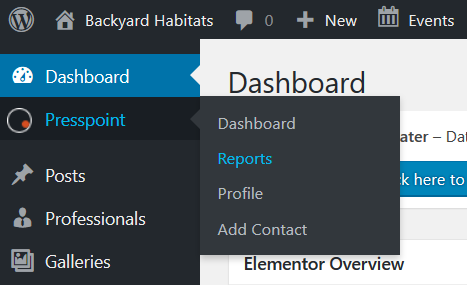 Backyard Habitats 0 New Events
Dashboard
Presspoint
Posts
Professionals
Galleries
Dashboard
Dashboard
Reports
Profile
Add Contact
ater – Dat
k here to
Elementor Overview